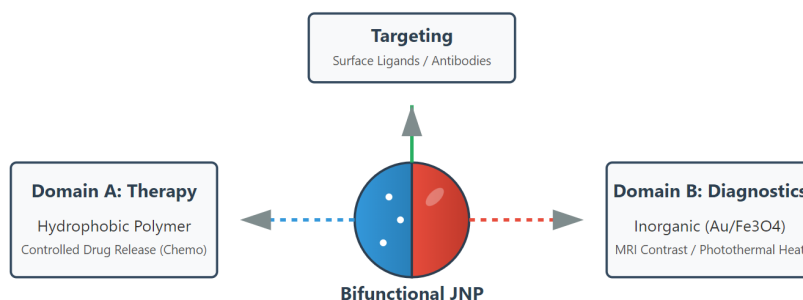 Targeting
Surface Ligands / Antibodies
Domain A: Therapy
Hydrophobic Polymer
Controlled Drug Release (Chemo)
Domain B: Diagnostics
Inorganic (Au/Fe3O4)
MRI Contrast / Photothermal Heat
Bifunctional JNP